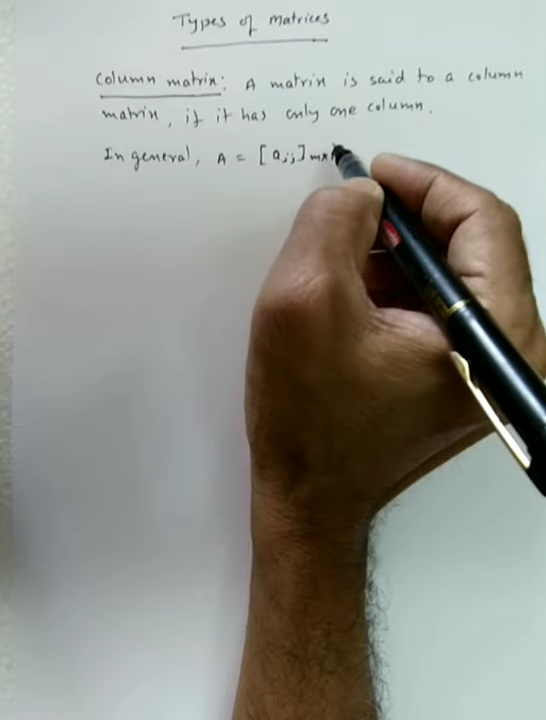 Types of matrices
Column matrix: A matrix is said to a column
matrix, if it has only one column.
In general, A = [aij]m×